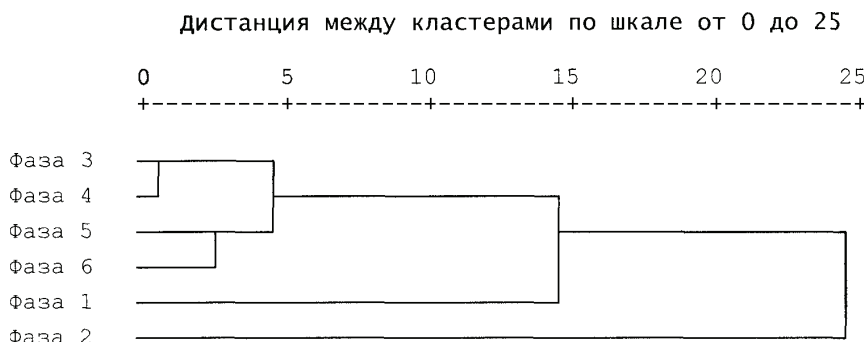 Дистанция между кластерами по шкале от 0 до 25
0 5 10 15 20 25
+---------+---------+---------+---------+---------+
Фаза 3
Фаза 4
Фаза 5
Фаза 6
Фаза 1
Фаза 2